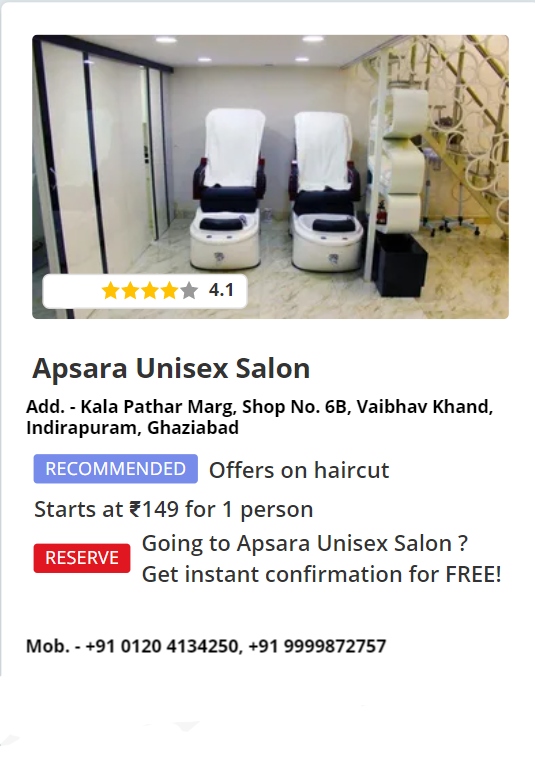 4.1
Apsara Unisex Salon
Add. - Kala Pathar Marg, Shop No. 6B, Vaibhav Khand,
Indirapuram, Ghaziabad
RECOMMENDED Offers on haircut
Starts at ₹149 for 1 person
Going to Apsara Unisex Salon ?
RESERVE
Get instant confirmation for FREE!
Mob. - +91 0120 4134250, +91 9999872757